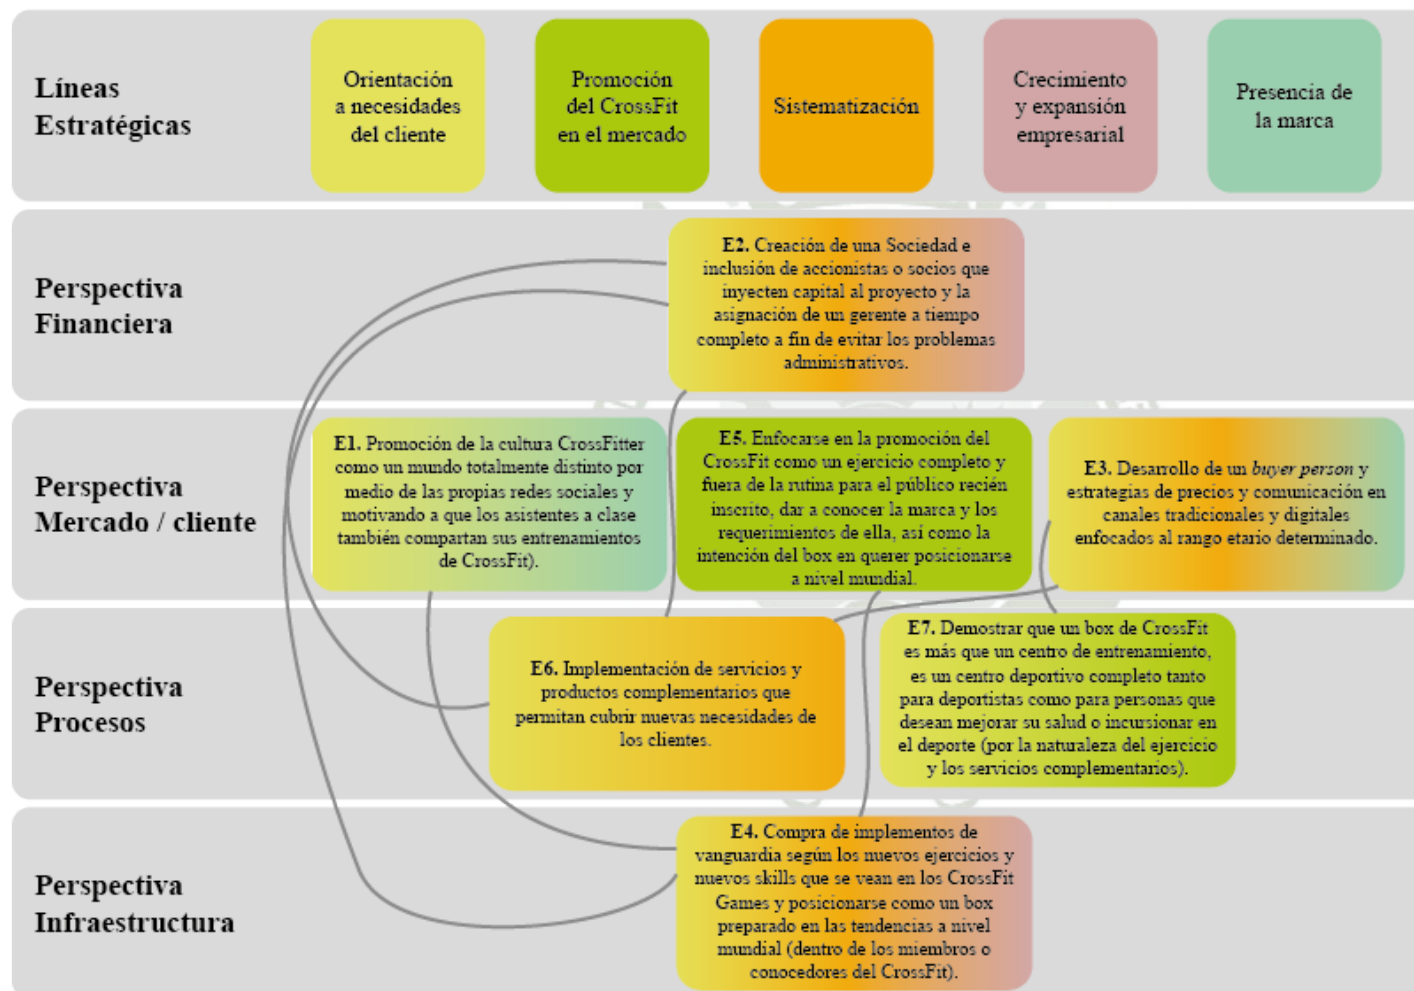 Líneas
Estratégicas
Orientación
a necesidades
del cliente
Promoción
del CrossFit
en el mercado
Sistematización
Crecimiento
y expansión
empresarial
Presencia de
la marca
Perspectiva
Financiera
E2. Creación de una Sociedad e
inclusión de accionistas o socios que
inyecten capital al proyecto y la
asignación de un gerente a tiempo
completo a fin de evitar los problemas
administrativos.
Perspectiva
Mercado / cliente
E1. Promoción de la cultura CrossFitter
como un mundo totalmente distinto por
medio de las propias redes sociales y
motivando a que los asistentes a clase
también compartan sus entrenamientos
de CrossFit).
E5. Enfocarse en la promoción del
CrossFit como un ejercicio completo y
fuera de la rutina para el público recién
inscrito, dar a conocer la marca y los
requerimientos de ella, así como la
intención del box en querer posicionarse
a nivel mundial.
E3. Desarrollo de un buyer person y
estrategias de precios y comunicación en
canales tradicionales y digitales
enfocados al rango etario determinado.
Perspectiva
Procesos
E6. Implementación de servicios y
productos complementarios que
permitan cubrir nuevas necesidades de
los clientes.
E7. Demostrar que un box de CrossFit
es más que un centro de entrenamiento,
es un centro deportivo completo tanto
para deportistas como para personas que
desean mejorar su salud o incursionar en
el deporte (por la naturaleza del ejercicio
y los servicios complementarios).
Perspectiva
Infraestructura
E4. Compra de implementos de
vanguardia según los nuevos ejercicios y
nuevos skills que se vean en los CrossFit
Games y posicionarse como un box
preparado en las tendencias a nivel
mundial (dentro de los miembros o
conocedores del CrossFit).